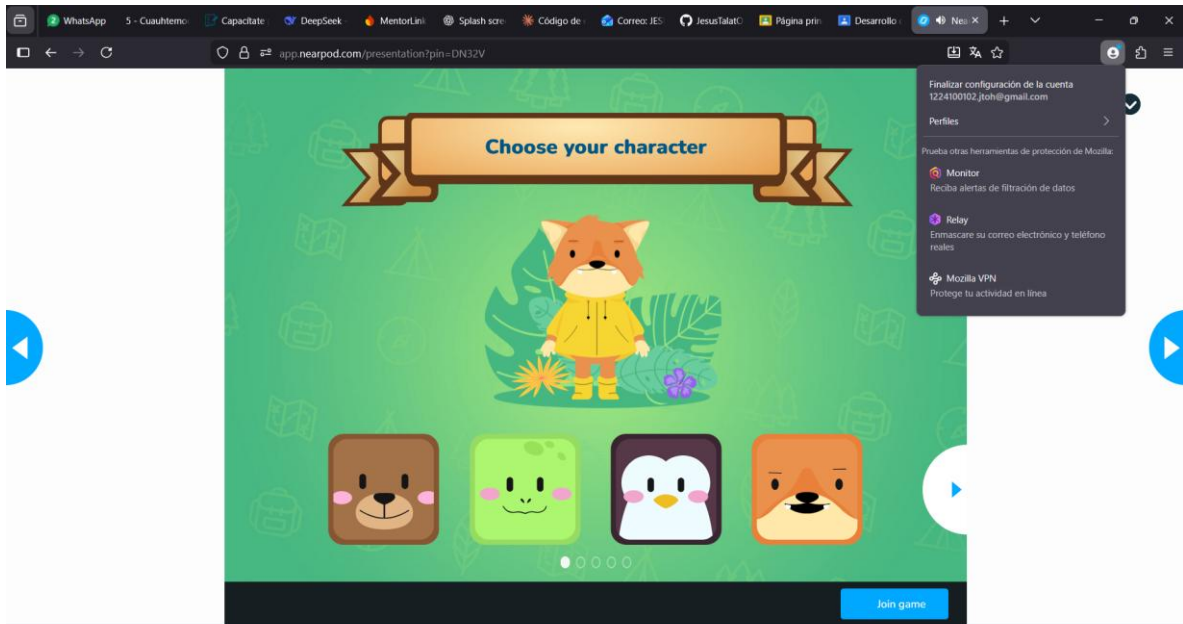 WhatsApp
5 - Cuauhtemo
Capacítate
DeepSeek
MentorLink
Splash scre
Código de
Correo: JES
JesusTalatO
Página prin
Desarrollo
Nea
app.nearpod.com/presentation?pin=DN32V
Finalizar configuración de la cuenta
1224100102.jtoh@gmail.com
Perfiles
Prueba otras herramientas de protección de Mozilla:
Monitor
Reciba alertas de filtración de datos
Relay
Enmascare su correo electrónico y teléfono
reales
Mozilla VPN
Protege tu actividad en línea
Choose your character
Join game